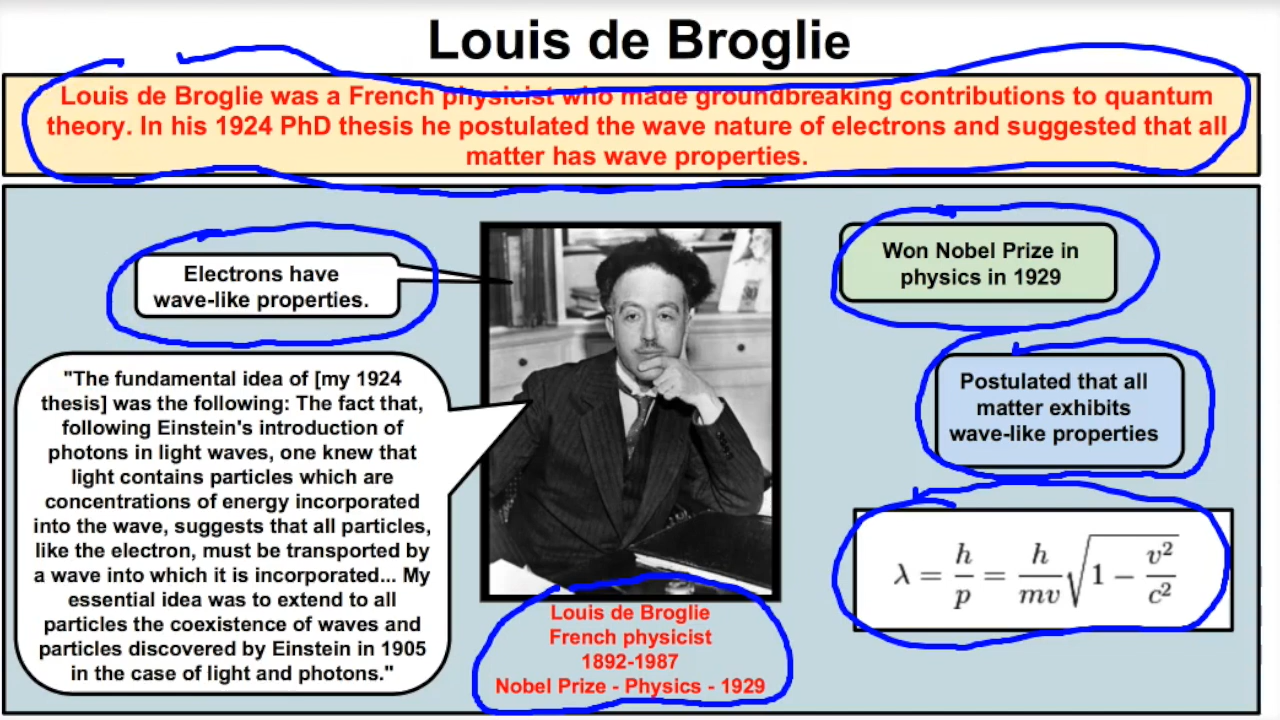 Louis de Broglie
Louis de Broglie was a French physicist who made groundbreaking contributions to quantum
theory. In his 1924 PhD thesis he postulated the wave nature of electrons and suggested that all
matter has wave properties.
Electrons have
wave-like properties.
"The fundamental idea of [my 1924
thesis] was the following: The fact that,
following Einstein's introduction of
photons in light waves, one knew that
light contains particles which are
concentrations of energy incorporated
into the wave, suggests that all particles,
like the electron, must be transported by
a wave into which it is incorporated... My
essential idea was to extend to all
particles the coexistence of waves and
particles discovered by Einstein in 1905
in the case of light and photons."
Louis de Broglie
French physicist
1892-1987
Nobel Prize - Physics - 1929
Won Nobel Prize in
physics in 1929
Postulated that all
matter exhibits
wave-like properties
λ = h/p = h/mv √(1 − v²/c²)